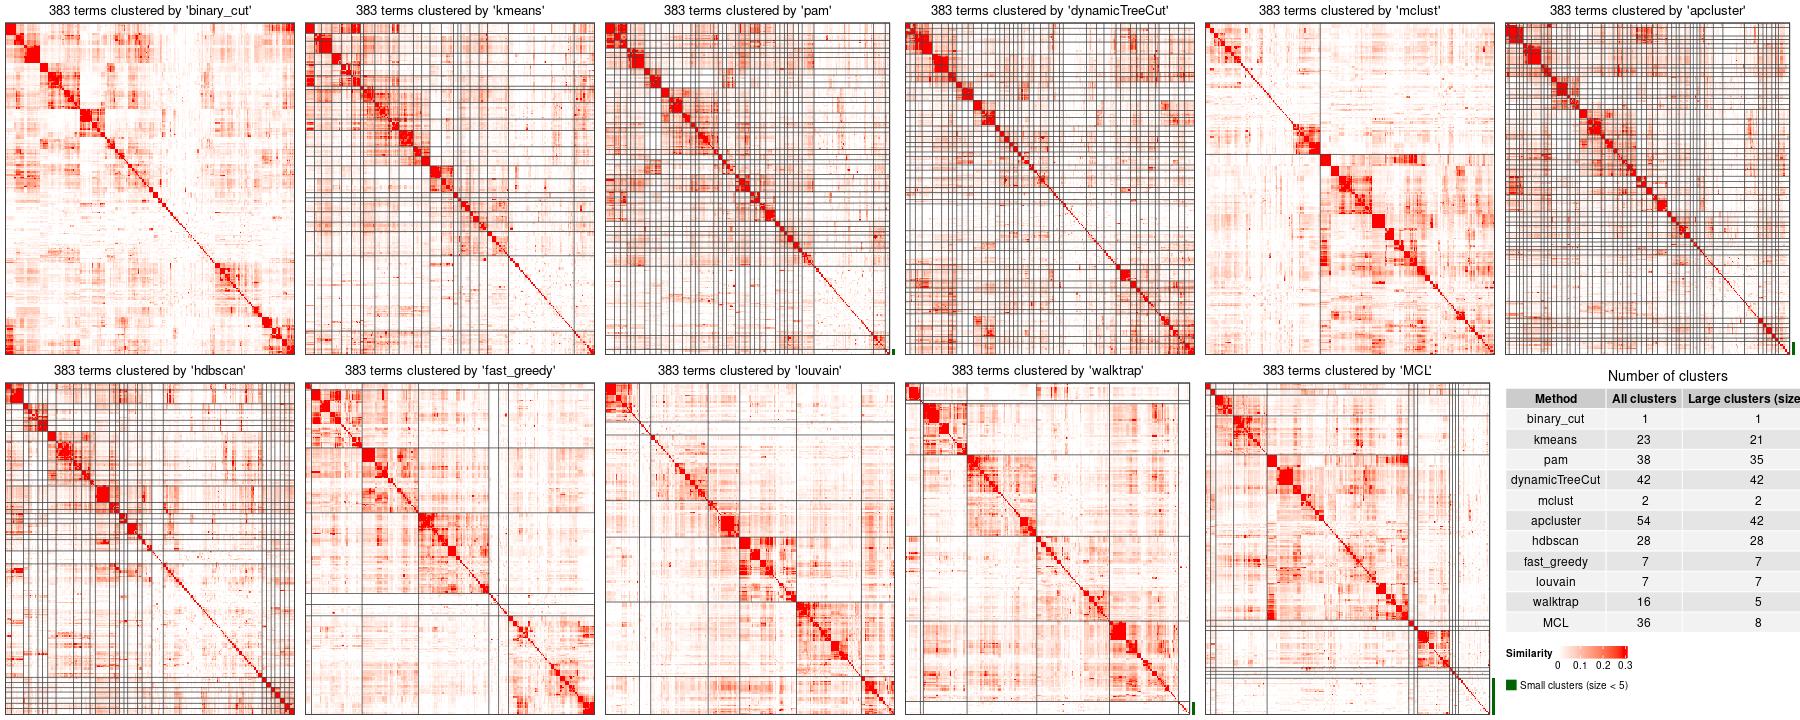 383 terms clustered by 'binary_cut'
383 terms clustered by 'kmeans'
383 terms clustered by 'pam'
383 terms clustered by 'dynamicTreeCut'
383 terms clustered by 'mclust'
383 terms clustered by 'apcluster'
383 terms clustered by 'hdbscan'
383 terms clustered by 'fast_greedy'
383 terms clustered by 'louvain'
383 terms clustered by 'walktrap'
383 terms clustered by 'MCL'
Number of clusters
Method All clusters Large clusters (size
binary_cut 1 1
kmeans 23 21
pam 38 35
dynamicTreeCut 42 42
mclust 2 2
apcluster 54 42
hdbscan 28 28
fast_greedy 7 7
louvain 7 7
walktrap 16 5
MCL 36 8
Similarity
0 0.1 0.2 0.3
Small clusters (size < 5)